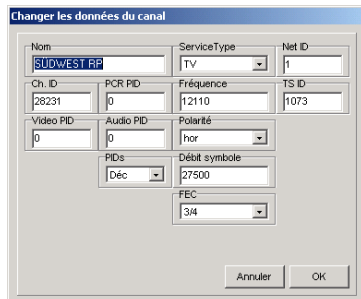 Changer les données du canal
Nom ServiceType Net ID
SÜDWEST RP TV 1
Ch. ID PCR PID Fréquence TS ID
28231 0 12110 1073
Video PID Audio PID Polarité
0 0 hor
PIDs Débit symbole
Déc 27500
FEC
3/4
Annuler OK